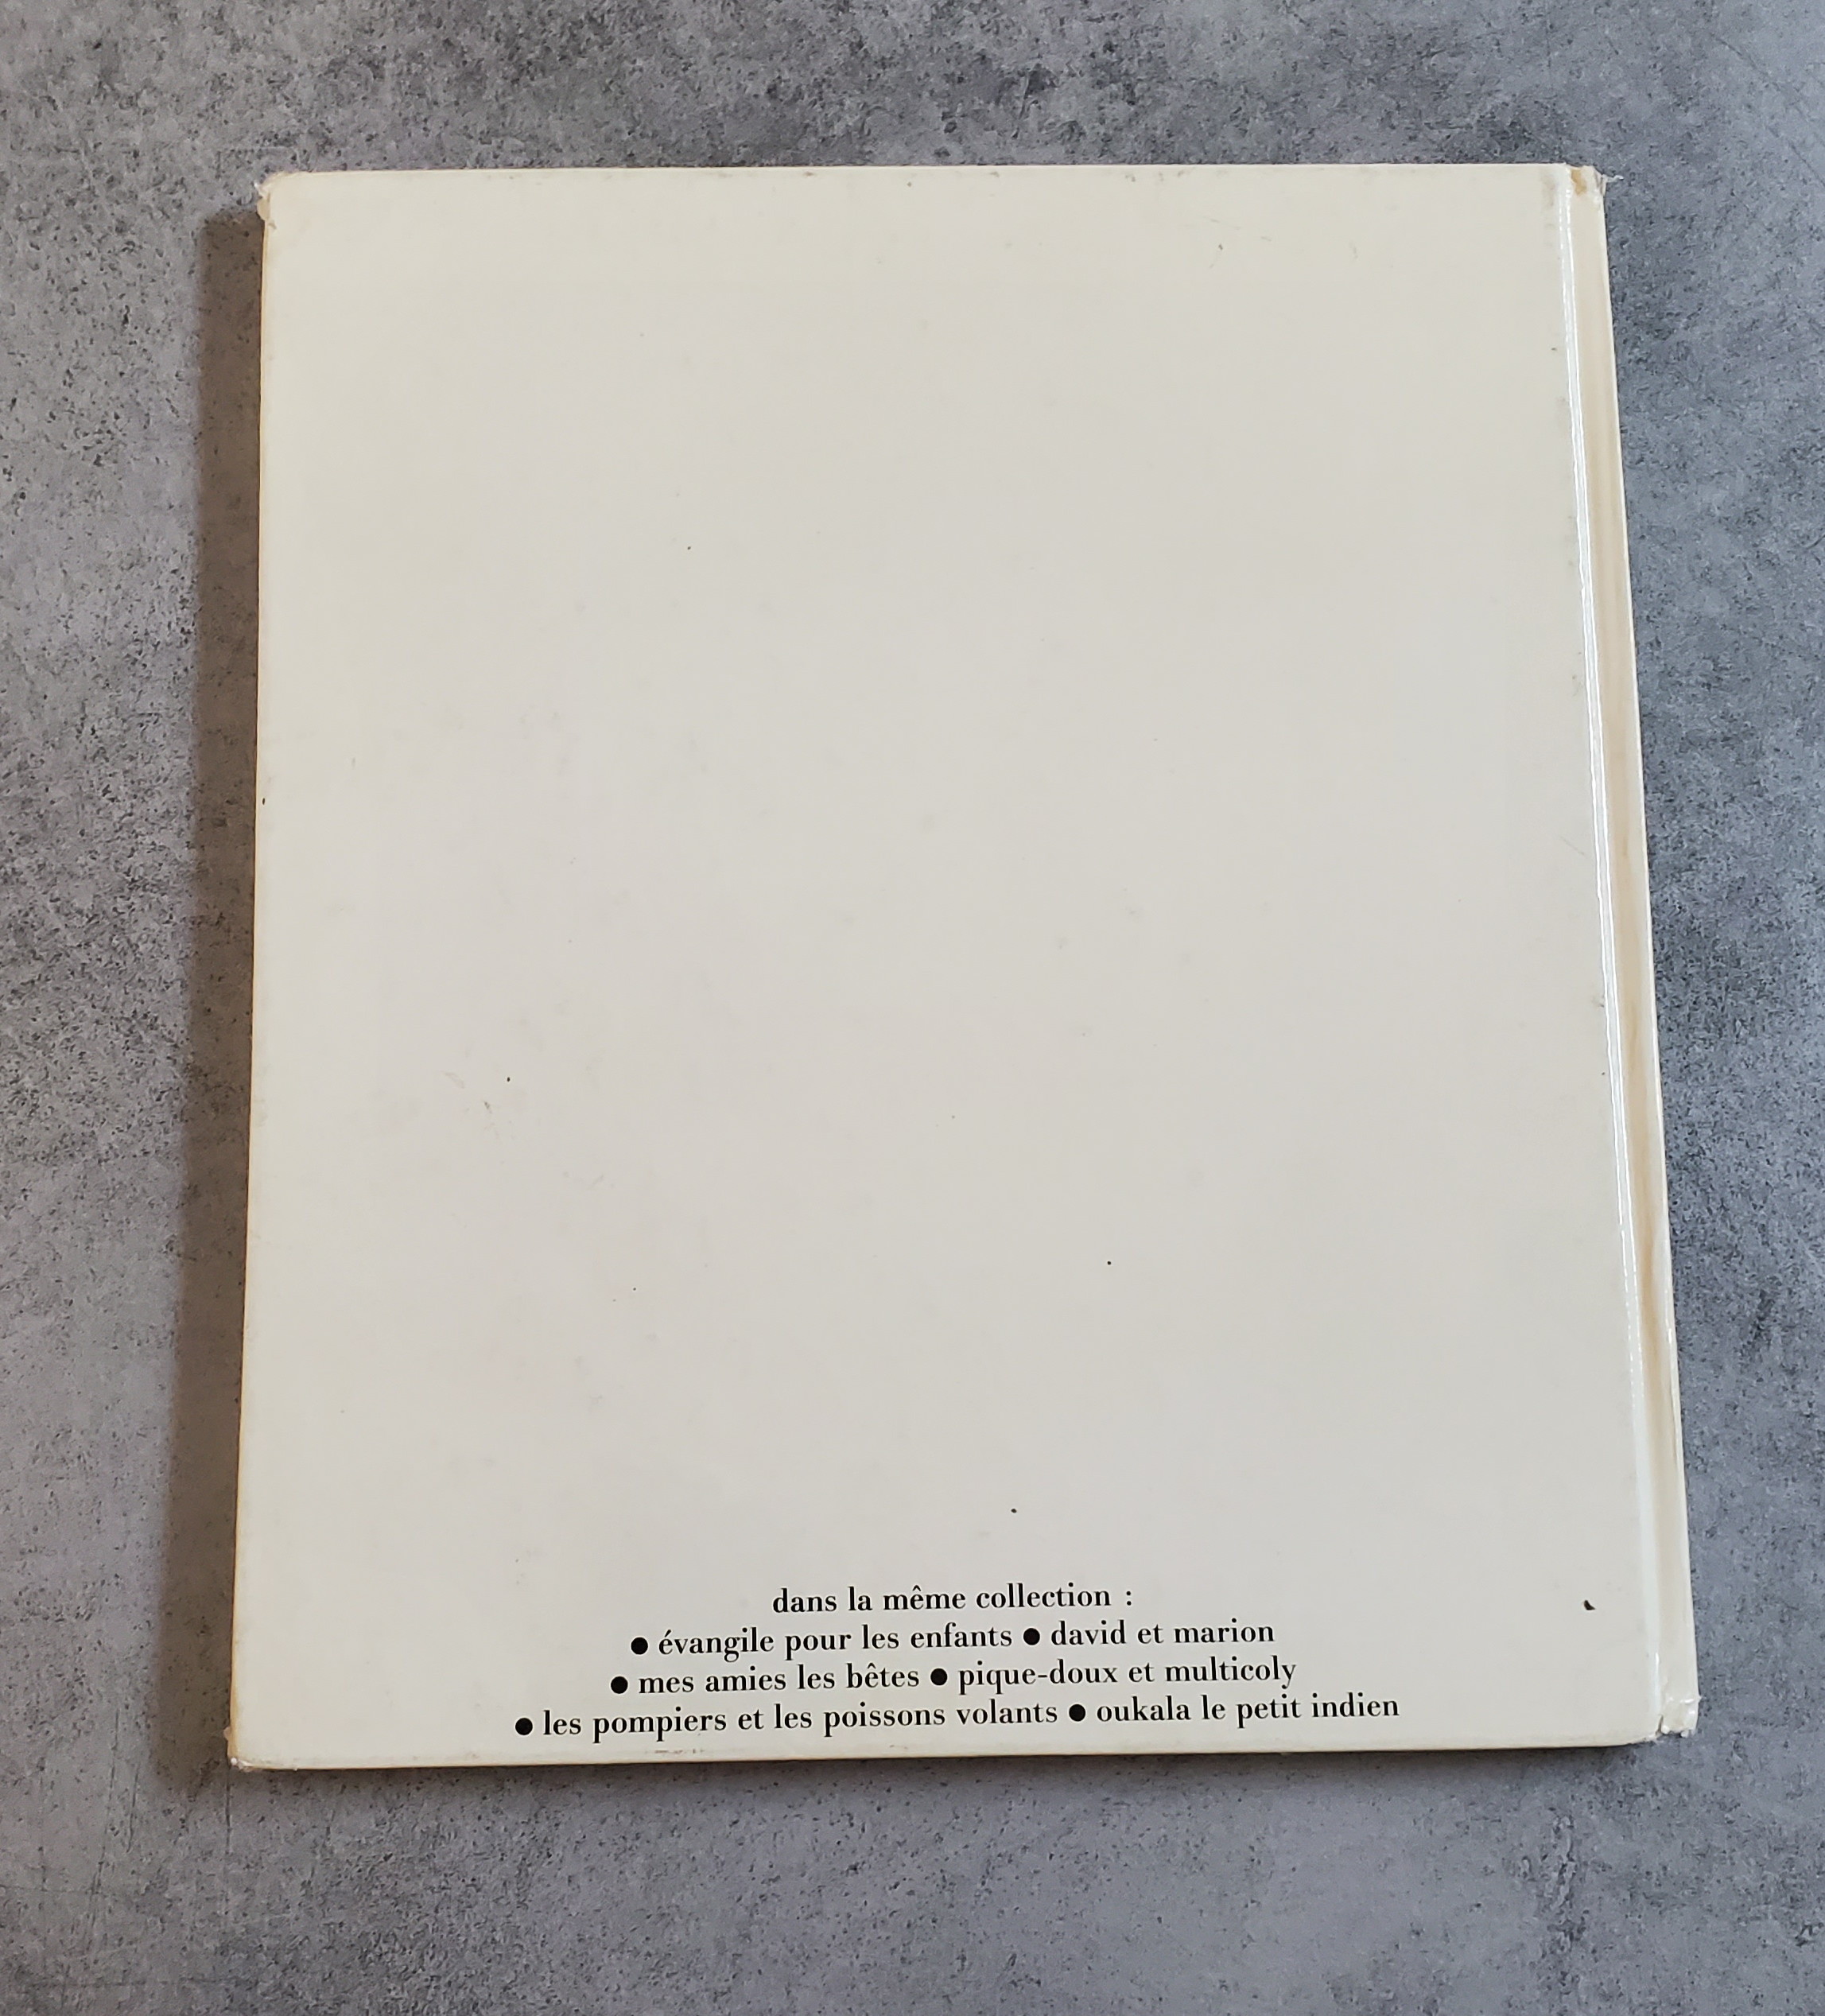 dans la même collection :
● évangile pour les enfants ● david et marion
● mes amies les bêtes ● pique-doux et multicoly
● les pompiers et les poissons volants ● oukala le petit indien